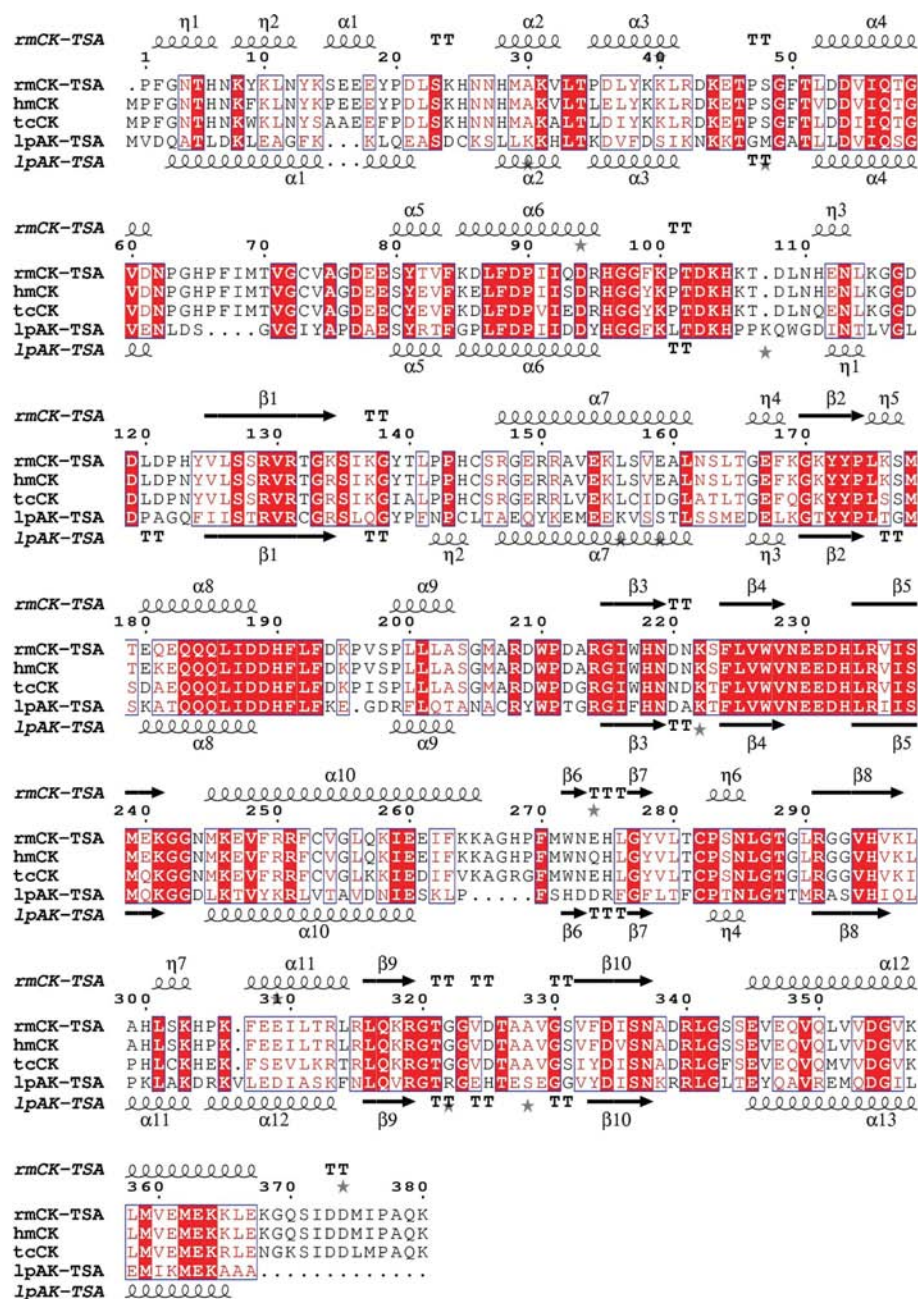 rmCK-TSA η1 η2 α1 TT α2 α3 TT α4
1 10 20 30 40 50
rmCK-TSA .PFGNTHNKYKLNYKSEEEYPDLSKHNNHMAKVLTPDLYKKLRDKETPSGFTLDDVIQTG
hmCK MPFGNTHNKFKLNYKPEEEYPDLSKHNNHMAKVLTLELYKKLRDKETPSGFTVDDVIQTG
tcCK MPFGNTHNKWKLNYSAAEEFPDLSKHNNHMAKALTLDIYKKLRDKETPSGFTLDDIIQTG
lpAK-TSA MVDQATLDKLEAGFK...KLQEASDCKSLLKKHLTKDVFDSIKNKKTGMGATLLDVIQSG
lpAK-TSA α1 α2 α3 TT α4
rmCK-TSA α5 α6 TT η3
60 70 80 90 100 110
rmCK-TSA VDNPGHPFIMTVGCVAGDEESYTVFKDLFDPIIQDRHGGFKPTDKHKT.DLNHENLKGGD
hmCK VDNPGHPFIMTVGCVAGDEESYEVFKELFDPIISDRHGGYKPTDKHKT.DLNHENLKGGD
tcCK VDNPGHPFIMTVGCVAGDEECYEVFKDLFDPVIEDRHGGYKPTDKHKT.DLNQENLKGGD
lpAK-TSA VENLDS....GVGIYAPDAESYRTFGPLFDPIIDDYHGGFKLTDKHPPKQWGDINTLVGL
lpAK-TSA α5 α6 TT η1
rmCK-TSA β1 TT α7 η4 β2 η5
120 130 140 150 160 170
rmCK-TSA DLDPHYVLSSRVRTGKSIKGYTLPPHCSRGERRAVEKLSVEALNSLTGEFKGKYYPLKSM
hmCK DLDPNYVLSSRVRTGRSIKGYTLPPHCSRGERRAVEKLSVEALNSLTGEFKGKYYPLKSM
tcCK DLDPNYVLSSRVRTGRSIKGIALPPHCSRGERRLVEKLCIDGLATLTGEFQGKYYPLSSM
lpAK-TSA DPAGQFIISTRVRCGRSLQGYPFNPCLTAEQYKEMEEKVSSTLSSMEDELKGTYYPLTGM
lpAK-TSA TT β1 TT η2 α7 η3 β2 TT
rmCK-TSA α8 α9 β3 TT β4 β5
180 190 200 210 220 230
rmCK-TSA TEQEQQQLIDDHFLFDKPVSPLLLASGMARDWPDARGIWHNDNKSFLVWVNEEDHLRVIS
hmCK TEKEQQQLIDDHFLFDKPVSPLLLASGMARDWPDARGIWHNDNKSFLVWVNEEDHLRVIS
tcCK SDAEQQQLIDDHFLFDKPISPLLLASGMARDWPDGRGIWHNNDKTFLVWVNEEDHLRVIS
lpAK-TSA SKATQQQLIDDHFLFKE.GDRFLQTANACRYWPTGRGIFHNDAKTFLVWVNEEDHLRIIS
lpAK-TSA α8 α9 β3 TT β4 β5
rmCK-TSA α10 β6 TTT β7 η6 β8
240 250 260 270 280 290
rmCK-TSA MEKGGNMKEVFRRFCVGLQKIEEIFKKAGHPFMWNEHLGYVLTCPSNLGTGLRGGVHVKL
hmCK MEKGGNMKEVFRRFCVGLQKIEEIFKKAGHPFMWNQHLGYVLTCPSNLGTGLRGGVHVKL
tcCK MQKGGNMKEVFRRFCVGLKKIEDIFVKAGRGFMWNEHLGYVLTCPSNLGTGLRGGVHVKI
lpAK-TSA MQKGGDLKTVYKRLVTAVDNIESKLP.....FSHDDRFGFLTFCPTNLGTTMRASVHIQL
lpAK-TSA α10 β6 TTT β7 η4 β8
rmCK-TSA η7 α11 β9 TT TT TT β10 α12
300 310 320 330 340 350
rmCK-TSA AHLSKHPK.FEEILTRLRLQKRGTGGVDTAAVGSVFDISNADRLGSSEVEQVQLVVDGVK
hmCK AHLSKHPK.FEEILTRLRLQKRGTGGVDTAAVGSVFDVSNADRLGSSEVEQVQLVVDGVK
tcCK PHLCKHEK.FSEVLKRTRLQKRGTGGVDTAAVGSIYDISNADRLGFSEVEQVQMVVDGVK
lpAK-TSA PKLAKDRKVLEDIASKFNLQVRGTRGEHTESEGGVYDISNKRRLGLTEYQAVREMQDGIL
lpAK-TSA α11 α12 β9 TT TT TT β10 α13
rmCK-TSA TT
360 370 380
rmCK-TSA LMVEMEKKLEKGQSIDDMIPAQK
hmCK LMVEMEKKLEKGQSIDDMIPAQK
tcCK LMVEMEKRLENGKSIDDLMPAQK
lpAK-TSA EMIKMEKAAA.............
lpAK-TSA